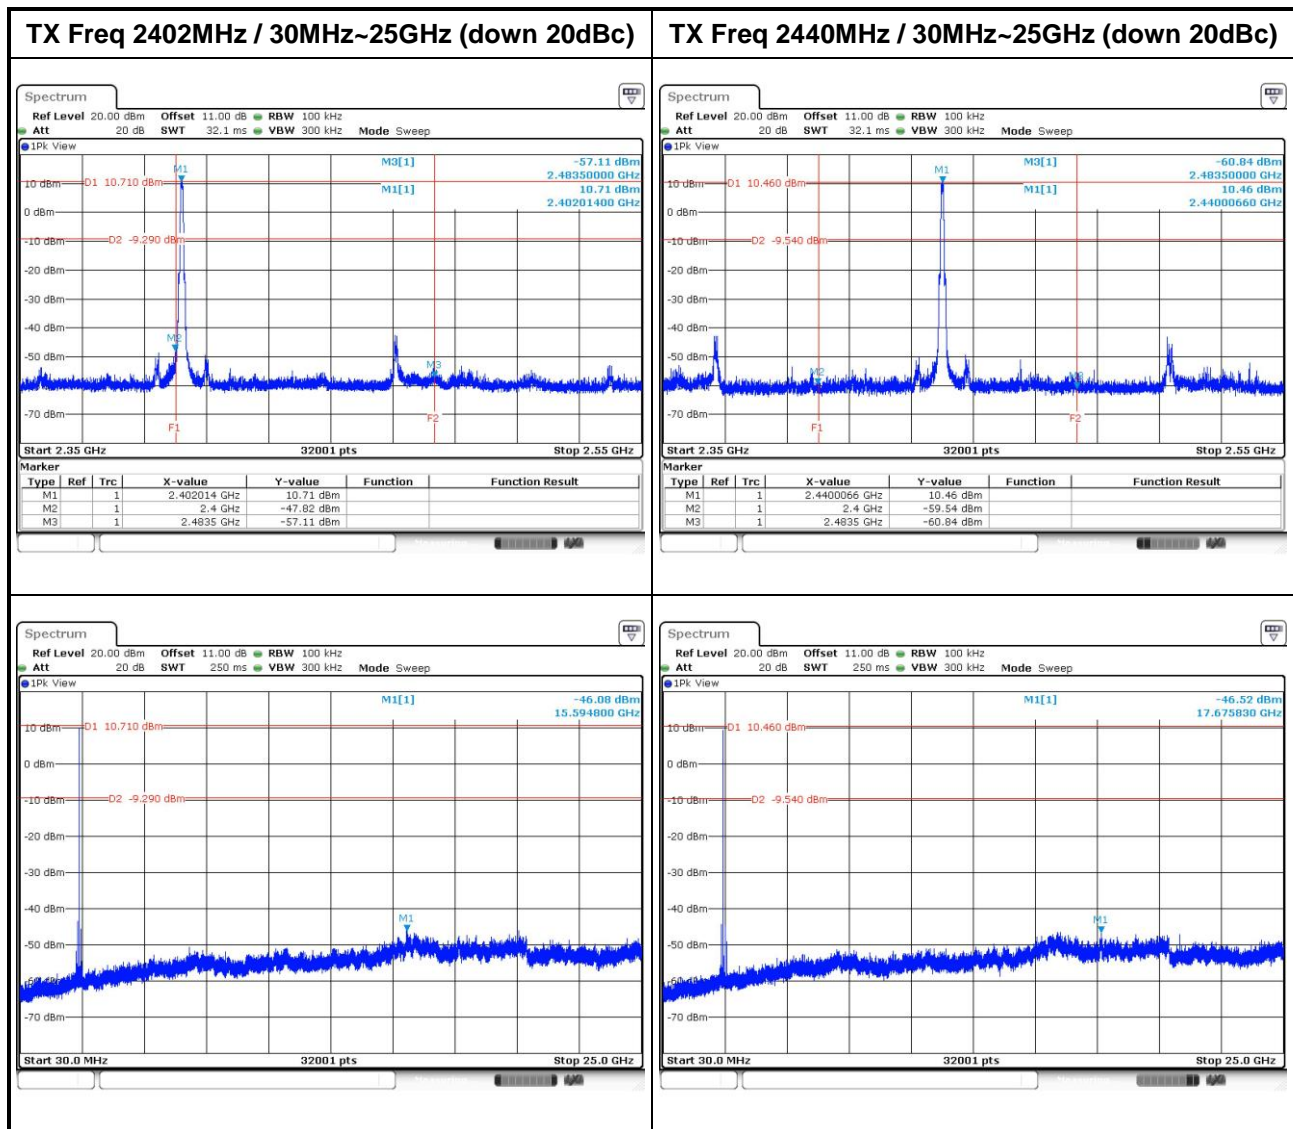 TX Freq 2402MHz / 30MHz~25GHz (down 20dBc)
TX Freq 2440MHz / 30MHz~25GHz (down 20dBc)
Spectrum
Ref Level 20.00 dBm Offset 11.00 dB RBW 100 kHz
Att 20 dB SWT 32.1 ms VBW 300 kHz Mode Sweep
1Pk View
M3[1] -57.11 dBm
2.48350000 GHz
M1[1] 10.71 dBm
2.40201400 GHz
M1
10 dBm
D1 10.710 dBm
0 dBm
-10 dBm
D2 -9.290 dBm
-20 dBm
-30 dBm
-40 dBm
M2
-50 dBm
M3
-70 dBm
F1
F2
Start 2.35 GHz 32001 pts Stop 2.55 GHz
Marker
Type Ref Trc X-value Y-value Function Function Result
M1 1 2.402014 GHz 10.71 dBm
M2 1 2.4 GHz -47.82 dBm
M3 1 2.4835 GHz -57.11 dBm
Spectrum
Ref Level 20.00 dBm Offset 11.00 dB RBW 100 kHz
Att 20 dB SWT 32.1 ms VBW 300 kHz Mode Sweep
1Pk View
M3[1] -60.84 dBm
2.48350000 GHz
M1[1] 10.46 dBm
2.44000660 GHz
M1
10 dBm
D1 10.460 dBm
0 dBm
-10 dBm
D2 -9.540 dBm
-20 dBm
-30 dBm
-40 dBm
-50 dBm
M2
-70 dBm
F1
F2
Start 2.35 GHz 32001 pts Stop 2.55 GHz
Marker
Type Ref Trc X-value Y-value Function Function Result
M1 1 2.4400066 GHz 10.46 dBm
M2 1 2.4 GHz -59.54 dBm
M3 1 2.4835 GHz -60.84 dBm
Spectrum
Ref Level 20.00 dBm Offset 11.00 dB RBW 100 kHz
Att 20 dB SWT 250 ms VBW 300 kHz Mode Sweep
1Pk View
M1[1] -46.08 dBm
15.594800 GHz
10 dBm
D1 10.710 dBm
0 dBm
-10 dBm
D2 -9.290 dBm
-20 dBm
-30 dBm
-40 dBm
M1
-50 dBm
-70 dBm
Start 30.0 MHz 32001 pts Stop 25.0 GHz
Spectrum
Ref Level 20.00 dBm Offset 11.00 dB RBW 100 kHz
Att 20 dB SWT 250 ms VBW 300 kHz Mode Sweep
1Pk View
M1[1] -46.52 dBm
17.675830 GHz
10 dBm
D1 10.460 dBm
0 dBm
-10 dBm
D2 -9.540 dBm
-20 dBm
-30 dBm
-40 dBm
M1
-50 dBm
-70 dBm
Start 30.0 MHz 32001 pts Stop 25.0 GHz